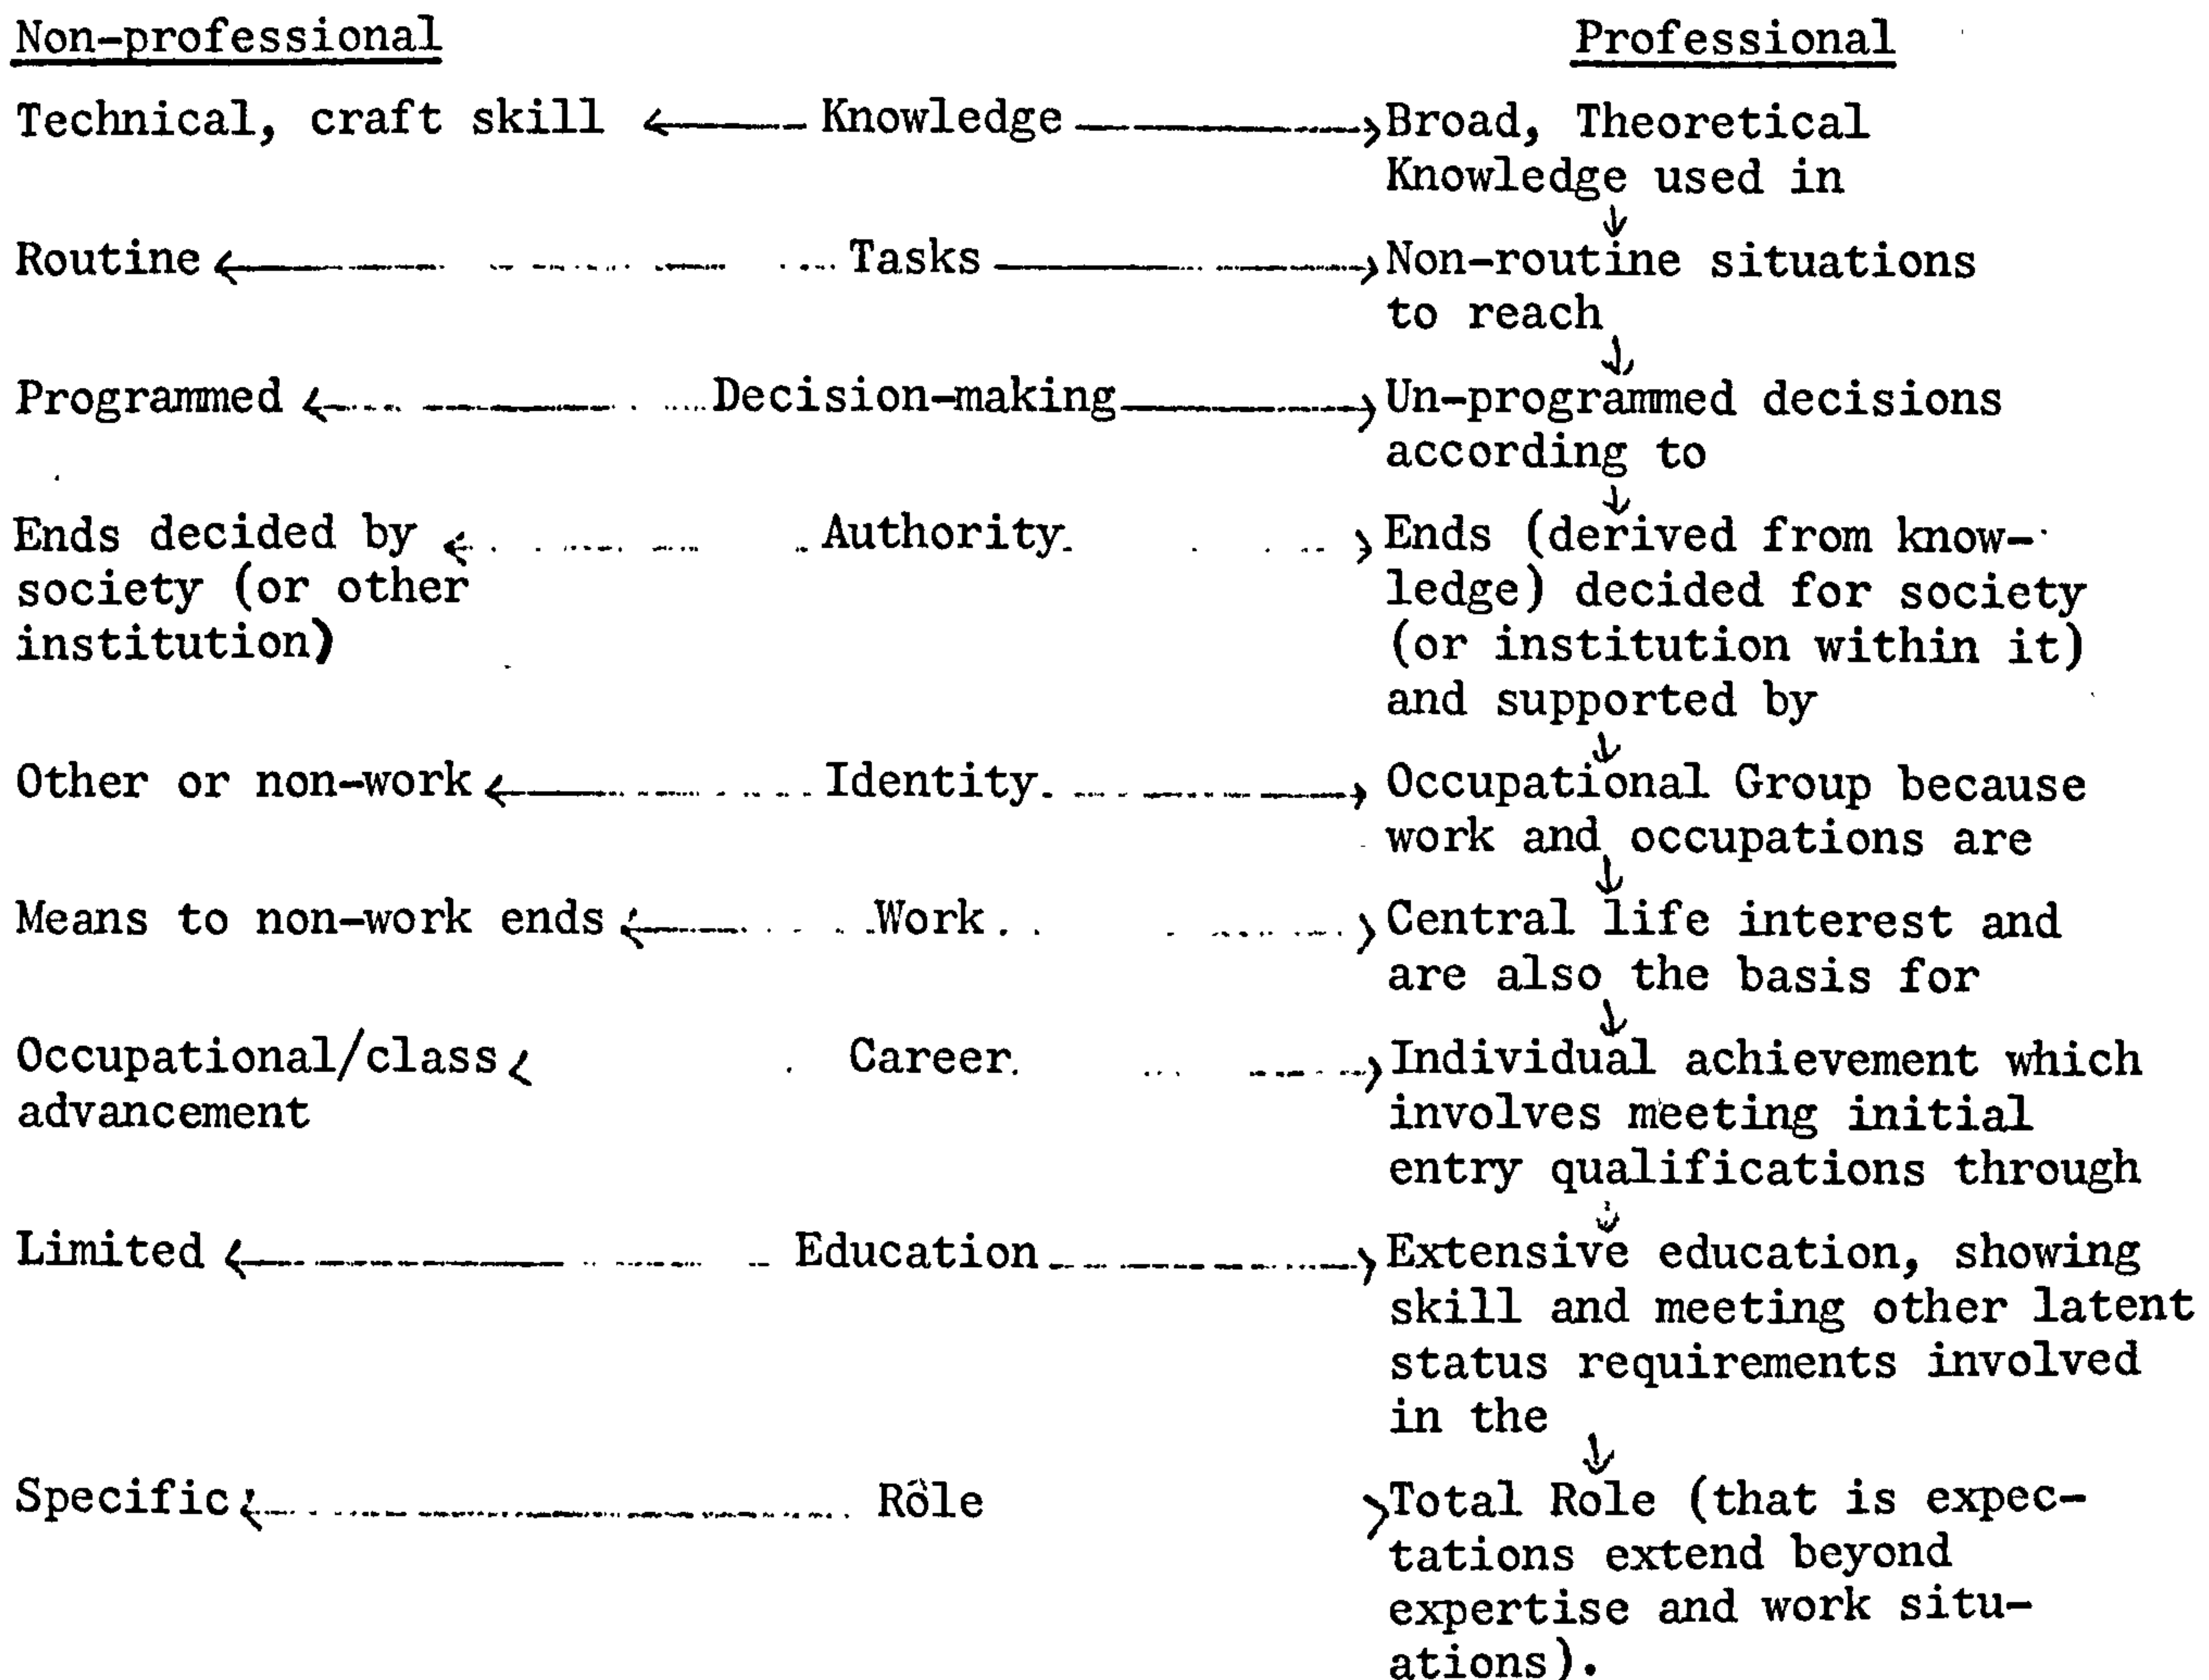 Non-professional Professional
Technical, craft skill ← Knowledge → Broad, Theoretical
Knowledge used in
↓
Routine ← Tasks → Non-routine situations
to reach
↓
Programmed ← Decision-making → Un-programmed decisions
according to
↓
Ends decided by ← Authority. → Ends (derived from know-
society (or other ledge) decided for society
institution) (or institution within it)
and supported by
↓
Other or non-work ← Identity. → Occupational Group because
work and occupations are
↓
Means to non-work ends ← Work → Central life interest and
are also the basis for
↓
Occupational/class ← Career. → Individual achievement which
advancement involves meeting initial
entry qualifications through
↓
Limited ← Education → Extensive education, showing
skill and meeting other latent
status requirements involved
in the
↓
Specific ← Rôle → Total Role (that is expec-
tations extend beyond
expertise and work situ-
ations).